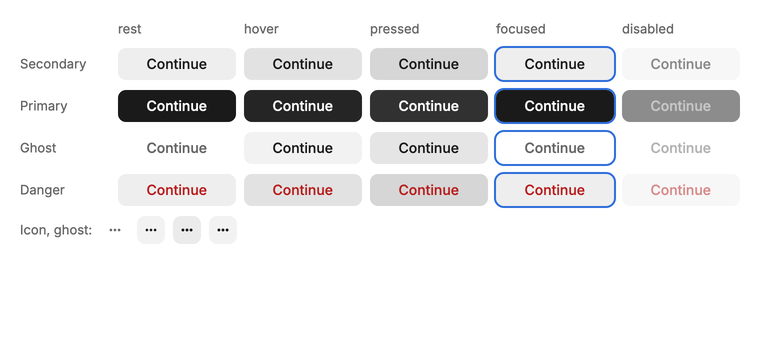 rest hover pressed focused disabled
Secondary Continue Continue Continue Continue Continue
Primary Continue Continue Continue Continue Continue
Ghost Continue Continue Continue Continue Continue
Danger Continue Continue Continue Continue Continue
Icon, ghost: ••• ••• ••• •••